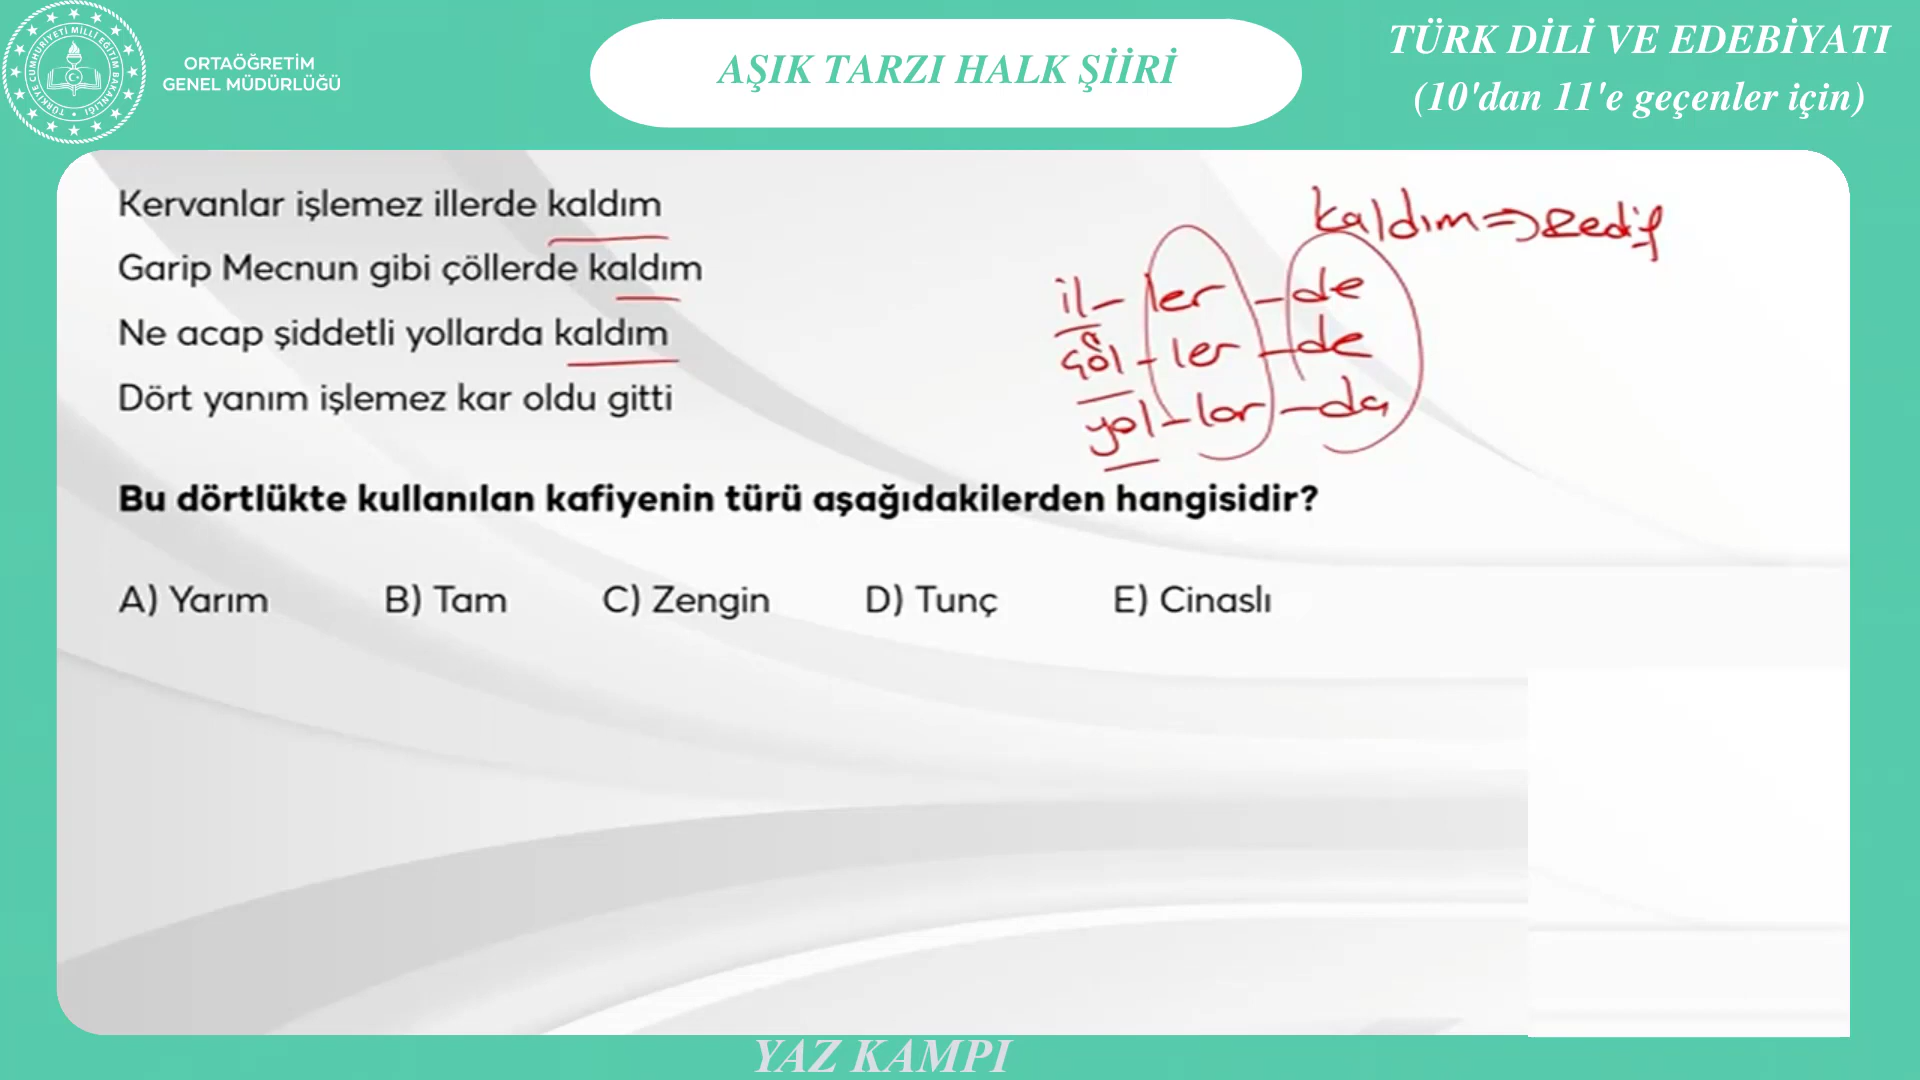 ORTAÖĞRETİM
GENEL MÜDÜRLÜĞÜ
AŞIK TARZI HALK ŞİİRİ
TÜRK DİLİ VE EDEBİYATI
(10'dan 11'e geçenler için)
Kervanlar işlemez illerde kaldım
Garip Mecnun gibi çöllerde kaldım
Ne acap şiddetli yollarda kaldım
Dört yanım işlemez kar oldu gitti
kaldım => Redif
il - ler - de
çöl - ler - de
yol - lar - da
Bu dörtlükte kullanılan kafiyenin türü aşağıdakilerden hangisidir?
A) Yarım B) Tam C) Zengin D) Tunç E) Cinaslı
YAZ KAMPI